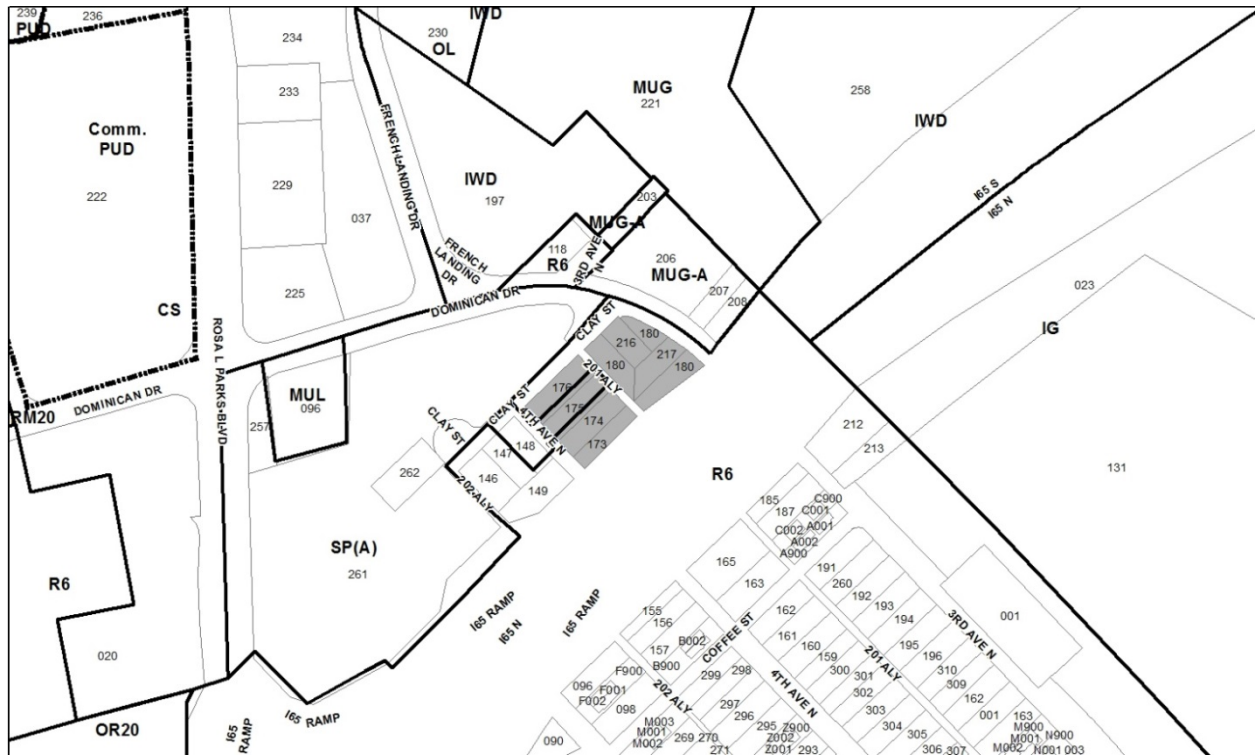 239
236
PUD
234
IWD
230
OL
MUG
221
258
IWD
233
Comm.
PUD
222
FRENCH LANDING DR
IWD
197
229
037
I65 S
I65 N
203
MUG-A
118
R6
3RD AVE N
206
MUG-A
207
208
023
IG
FRENCH LANDING DR
225
DOMINICAN DR
CS
ROSA L PARKS BLVD
CLAY ST
180
216
217
180
180
201 ALY
176
175
174
173
MUL
096
DOMINICAN DR
RM20
257
CLAY ST
CLAY ST
4TH AVE N
148
147
146
149
262
202 ALY
212
213
131
R6
SP(A)
261
185
187
C900
C001
C002
A001
A002
A900
165
163
191
260
192
193
194
195
196
310
309
162
001
163
3RD AVE N
001
R6
I65 RAMP
I65 N
I65 RAMP
155
156
157
B002
B900
COFFEE ST
162
161
160
159
300
301
302
303
304
305
306
307
201 ALY
020
096
F900
F001
F002
098
202 ALY
299
298
297
296
295
4TH AVE N
M003
M001
M002
269
270
271
Z900
Z002
Z001
293
M900
M001
M002
N900
N001
003
090
OR20
I65 RAMP
I65 RAMP